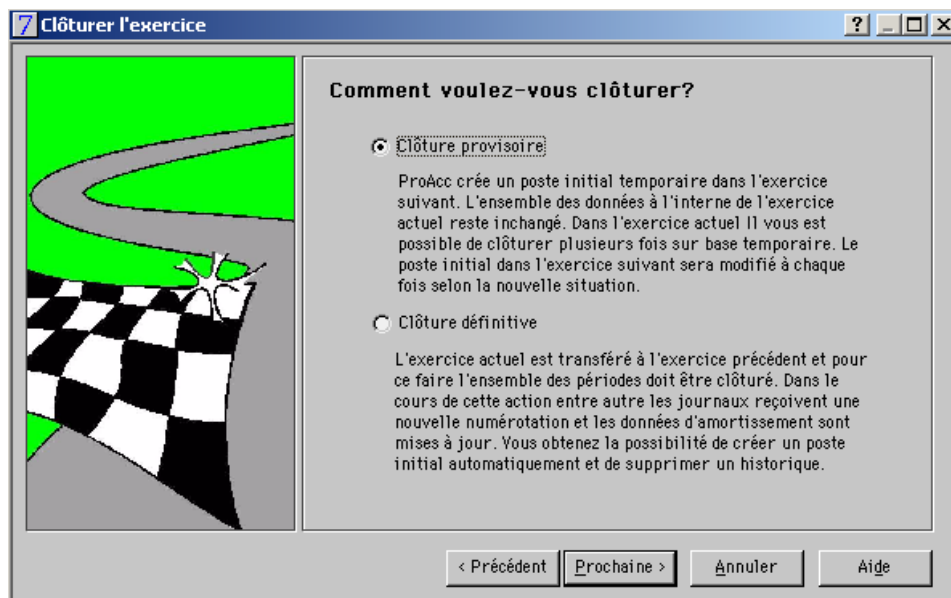 7 Clôturer l'exercice
Comment voulez-vous clôturer?
Clôture provisoire
ProAcc crée un poste initial temporaire dans l'exercice
suivant. L'ensemble des données à l'interne de l'exercice
actuel reste inchangé. Dans l'exercice actuel Il vous est
possible de clôturer plusieurs fois sur base temporaire. Le
poste initial dans l'exercice suivant sera modifié à chaque
fois selon la nouvelle situation.
Clôture définitive
L'exercice actuel est transféré à l'exercice précédent et pour
ce faire l'ensemble des périodes doit être clôturé. Dans le
cours de cette action entre autre les journaux reçoivent une
nouvelle numérotation et les données d'amortissement sont
mises à jour. Vous obtenez la possibilité de créer un poste
initial automatiquement et de supprimer un historique.
< Précédent Prochaine > Annuler Aide